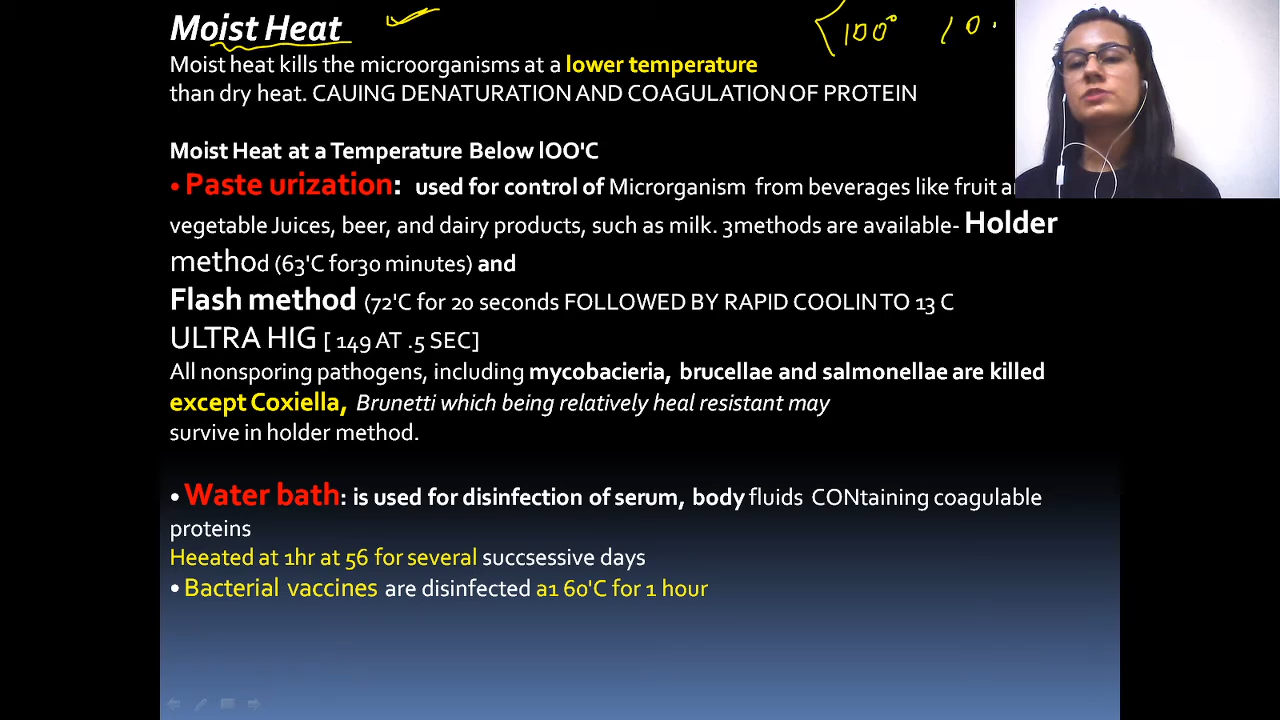 Moist Heat
<100° 10.
Moist heat kills the microorganisms at a lower temperature
than dry heat. CAUING DENATURATION AND COAGULATION OF PROTEIN
Moist Heat at a Temperature Below lOO'C
• Paste urization: used for control of Microrganism from beverages like fruit
vegetable Juices, beer, and dairy products, such as milk. 3methods are available- Holder
method (63'C for30 minutes) and
Flash method (72'C for 20 seconds FOLLOWED BY RAPID COOLIN TO 13 C
ULTRA HIG [ 149 AT .5 SEC]
All nonsporing pathogens, including mycobacieria, brucellae and salmonellae are killed
except Coxiella, Brunetti which being relatively heal resistant may
survive in holder method.
• Water bath: is used for disinfection of serum, body fluids CONtaining coagulable
proteins
Heeated at 1hr at 56 for several succsessive days
• Bacterial vaccines are disinfected a1 60'C for 1 hour